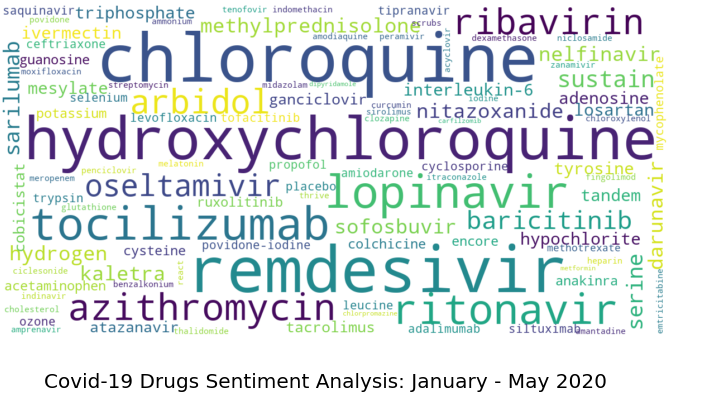 saquinavir triphosphate tenofovir indomethacin tipranavir ribavirin
povidone ammonium methylprednisolone scrubs
ivermectin amodiaquine peramivir acyclovir dexamethasone niclosamide
ceftriaxone chloroquine nelfinavir
guanosine zanamivir
moxifloxacin sustain
mesylate streptomycin midazolam dipyridamole interleukin-6
selenium arbidol ganciclovir iodine adenosine
potassium curcumin nitazoxanide losartan
levofloxacin tofacitinib sirolimus chloroxylenol
clozapine carfilzomib
sarilumab
mycophenolate
hydroxychloroquine
melatonin propofol cyclosporine tyrosine
penciclovir amiodarone itraconazole fingolimod
meropenem oseltamivir placebo lopinavir tandem
trypsin ruxolitinib thrive
glutathione
cobicistat
darunavir
tocilizumab sofosbuvir baricitinib
hydrogen cysteine povidone-iodine colchicine encore hypochlorite
methotrexate
ciclesonide kaletra react remdesivir heparin
metformin
acetaminophen benzalkonium anakinra
indinavir
serine
emtricitabine
cholesterol azithromycin leucine ritonavir
ozone chlorpromazine
amprenavir atazanavir thalidomide tacrolimus adalimumab siltuximab amantadine
Covid-19 Drugs Sentiment Analysis: January - May 2020